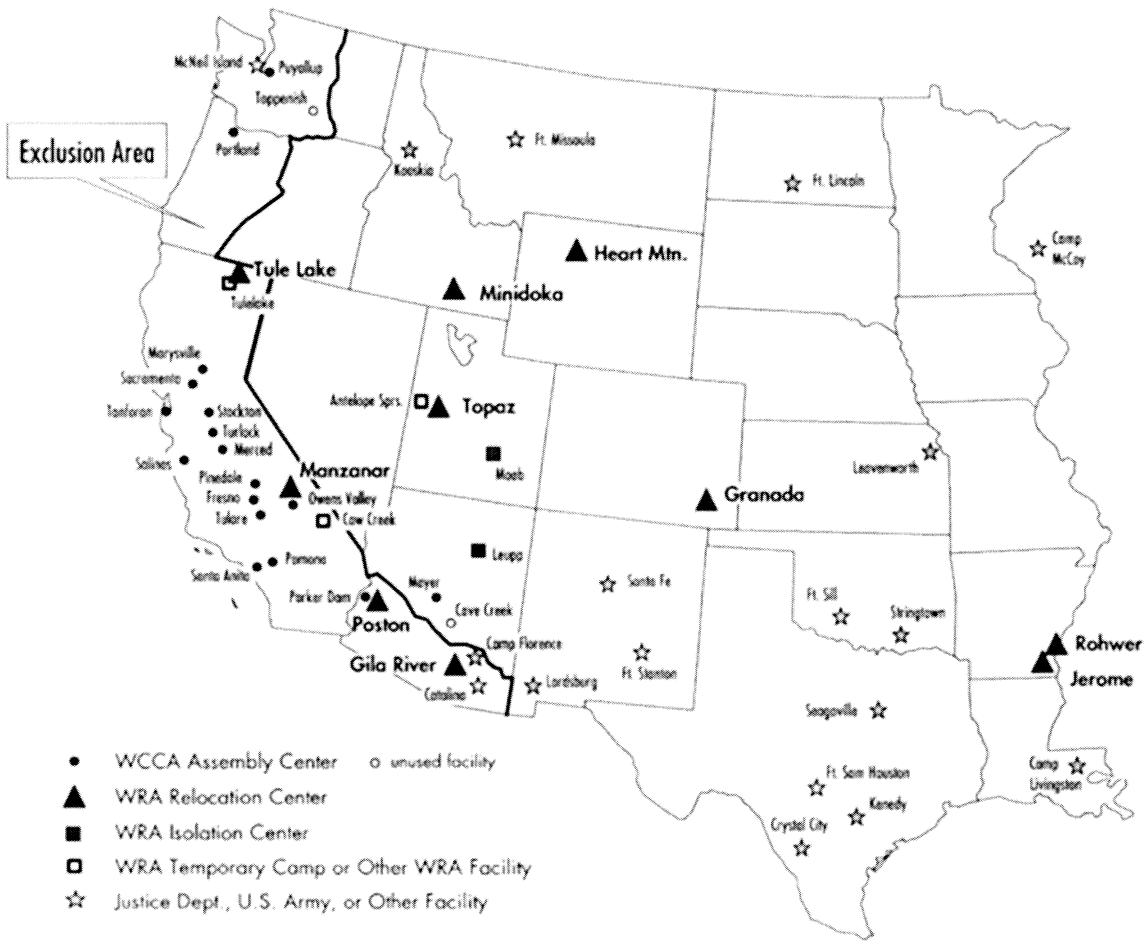 McNeil Island
Puyallup
Toppenish
Exclusion Area
Portland
Kooskia
Ft. Missoula
Ft. Lincoln
Camp
McCoy
Heart Mtn.
Tule Lake
Tulelake
Minidoka
Marysville
Sacramento
Tanforan
Stockton
Turlock
Merced
Salinas
Pinedale
Fresno
Tulare
Manzanar
Owens Valley
Cow Creek
Antelope Sprs.
Topaz
Moab
Leavenworth
Granada
Pomona
Santa Anita
Leupp
Santa Fe
Parker Dam
Poston
Mayer
Cave Creek
Camp Florence
Gila River
Catalina
Lordsburg
Ft. Stanton
Ft. Sill
Stringtown
Rohwer
Jerome
Seagoville
Ft. Sam Houston
Kenedy
Crystal City
Camp
Livingston
WCCA Assembly Center
unused facility
WRA Relocation Center
WRA Isolation Center
WRA Temporary Camp or Other WRA Facility
Justice Dept., U.S. Army, or Other Facility